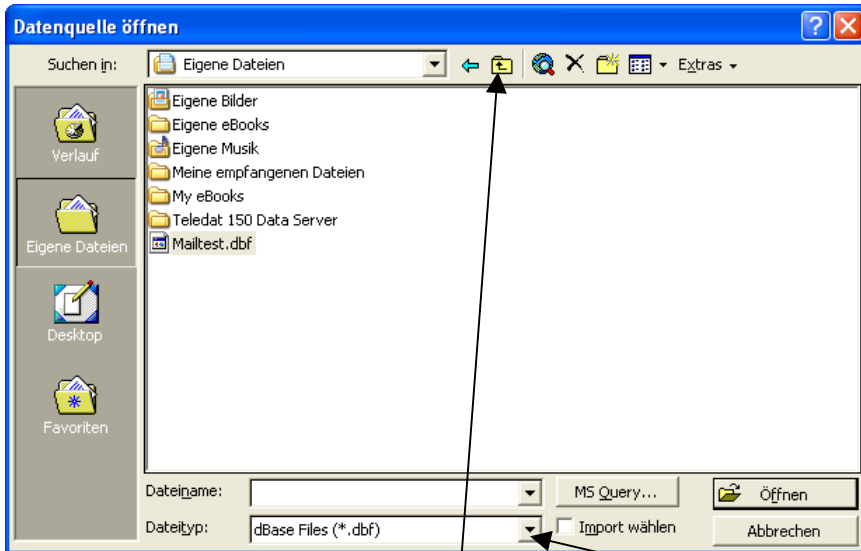 Datenquelle öffnen
Suchen in: Eigene Dateien Extras
Verlauf
Eigene Dateien
Desktop
Favoriten
Eigene Bilder
Eigene eBooks
Eigene Musik
Meine empfangenen Dateien
My eBooks
Teledat 150 Data Server
Mailtest.dbf
Dateiname: MS Query... Öffnen
Dateityp: dBase Files (*.dbf) Import wählen Abbrechen